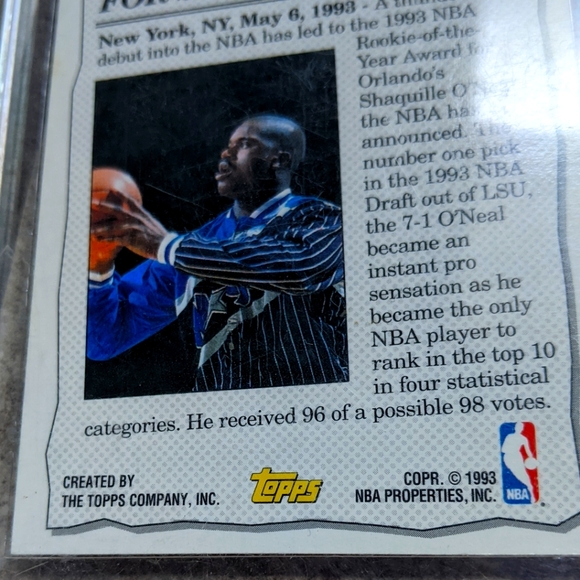 New York, NY, May 6, 1993 - A
debut into the NBA has led to the 1993 NBA
Rookie-of-the-
Year Award for
Orlando's
Shaquille
the NBA
announced. The
number one pick
in the 1993 NBA
Draft out of LSU,
the 7-1 O'Neal
became an
instant pro
sensation as he
became the only
NBA player to
rank in the top 10
in four statistical
categories. He received 96 of a possible 98 votes.
CREATED BY
THE TOPPS COMPANY, INC.
topps
COPR. © 1993
NBA PROPERTIES, INC.
NBA